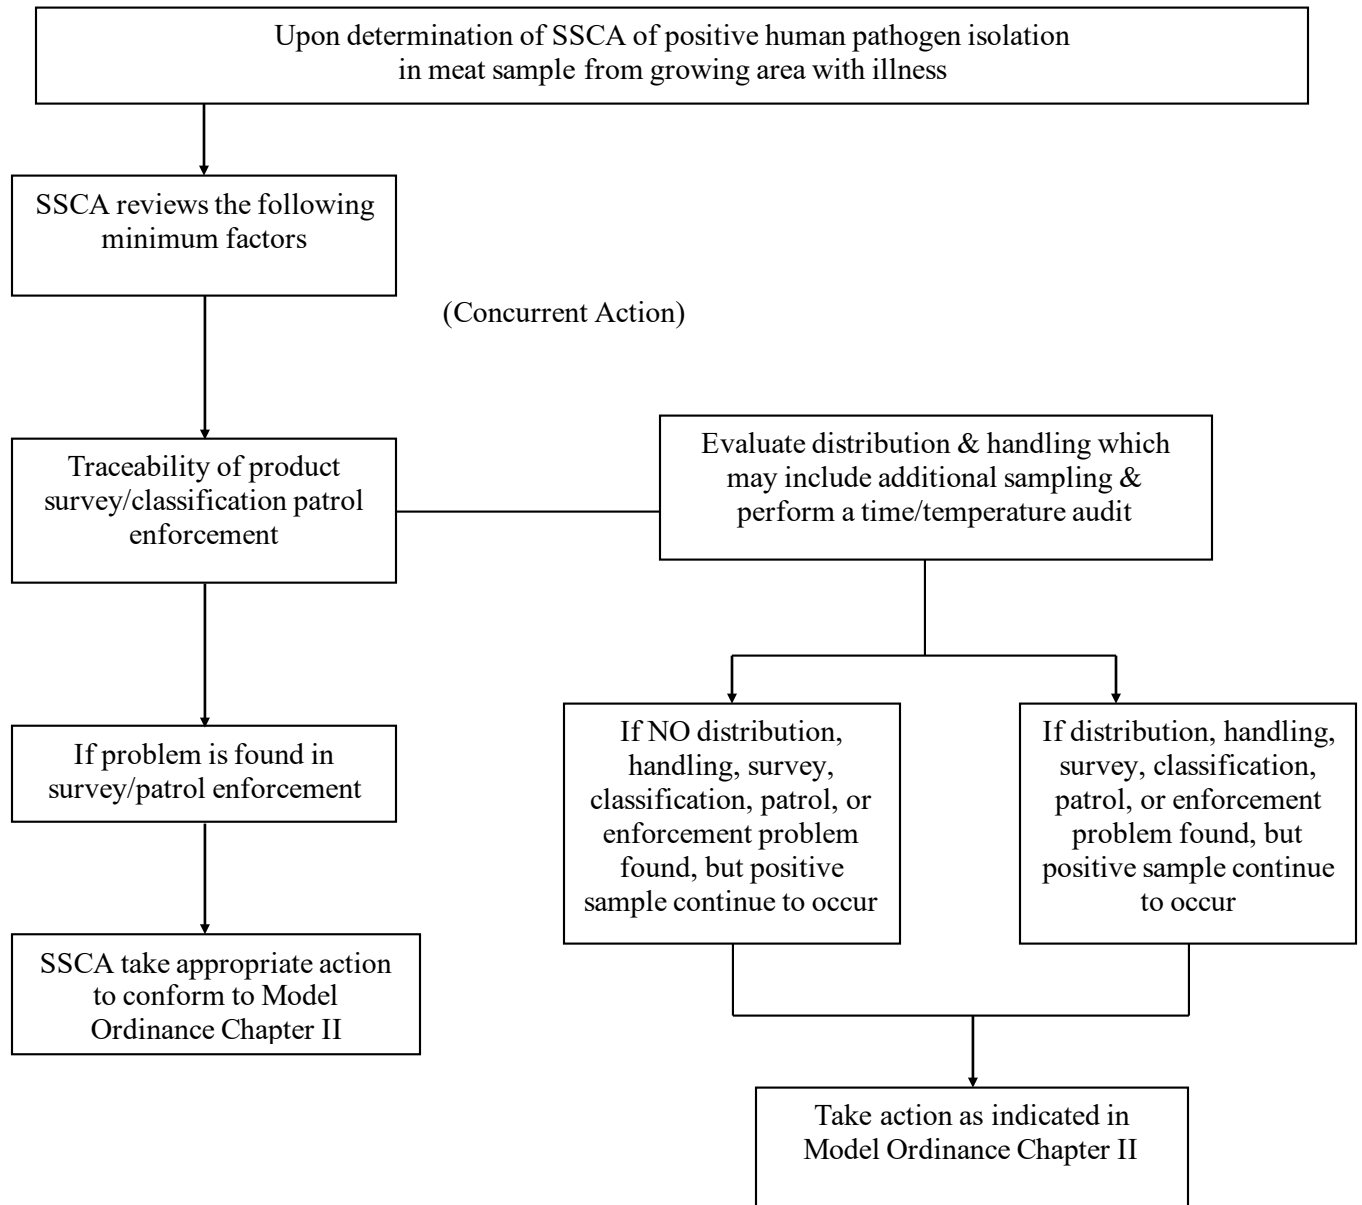 Upon determination of SSCA of positive human pathogen isolation
in meat sample from growing area with illness
SSCA reviews the following
minimum factors
(Concurrent Action)
Traceability of product
survey/classification patrol
enforcement
Evaluate distribution & handling which
may include additional sampling &
perform a time/temperature audit
If problem is found in
survey/patrol enforcement
If NO distribution,
handling, survey,
classification, patrol, or
enforcement problem
found, but positive
sample continue to occur
If distribution, handling,
survey, classification,
patrol, or enforcement
problem found, but
positive sample continue
to occur
SSCA take appropriate action
to conform to Model
Ordinance Chapter II
Take action as indicated in
Model Ordinance Chapter II